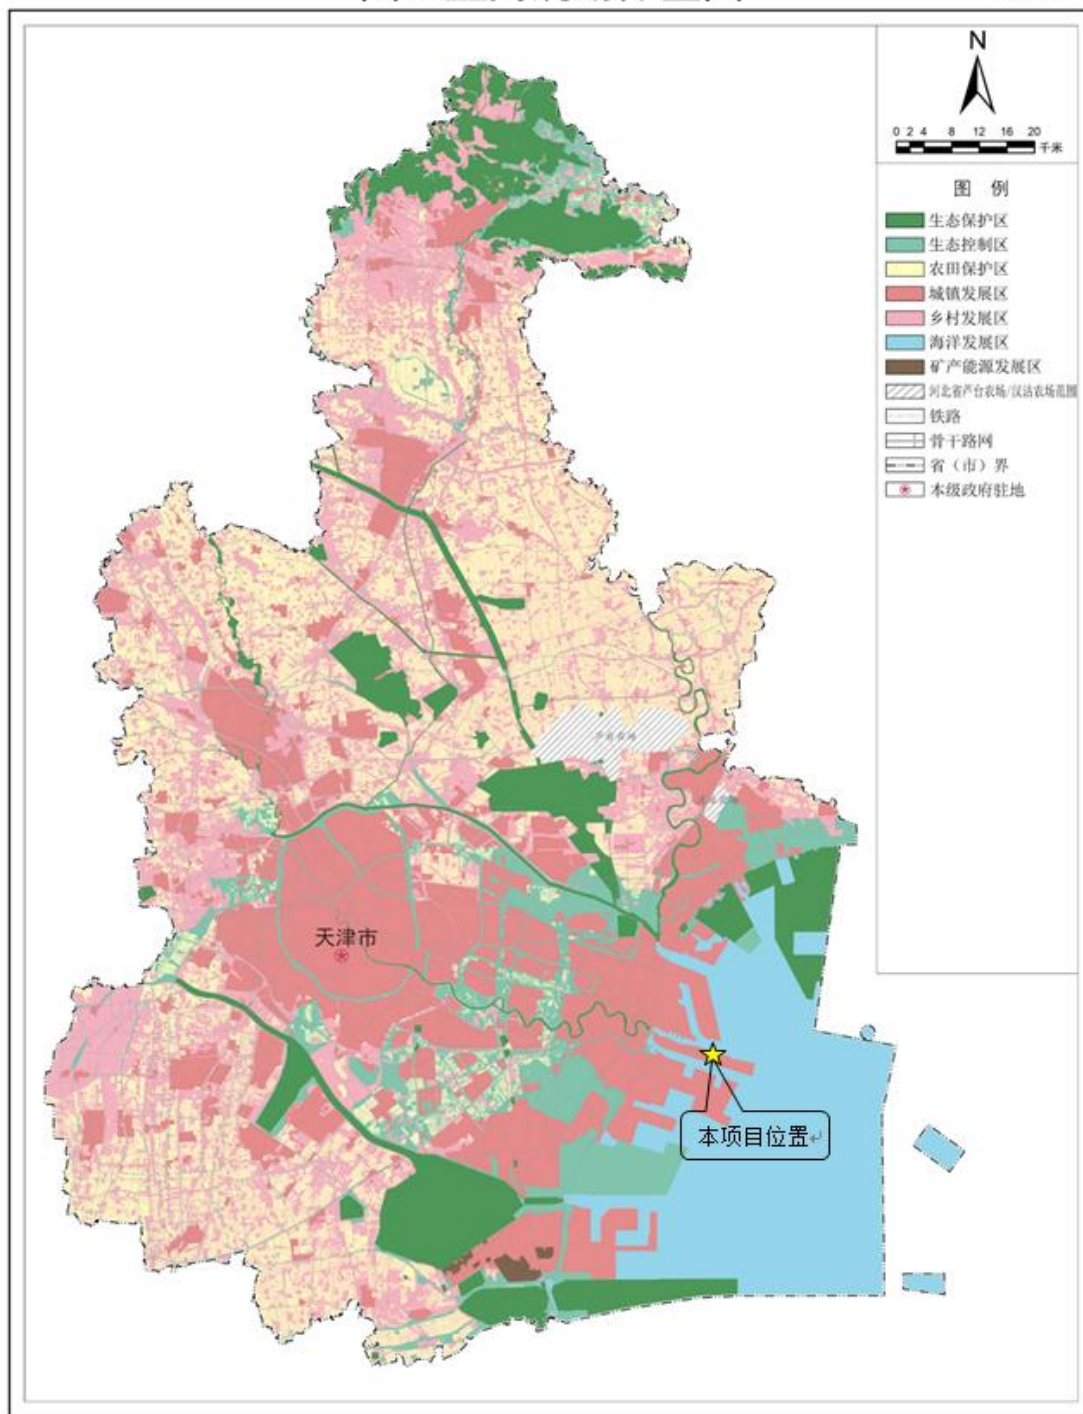 N
0 2 4 8 12 16 20
千米
图 例
生态保护区
生态控制区
农田保护区
城镇发展区
乡村发展区
海洋发展区
矿产能源发展区
河北省芦台农场/汉沽农场范围
铁路
骨干路网
省（市）界
本级政府驻地
天津市
本项目位置